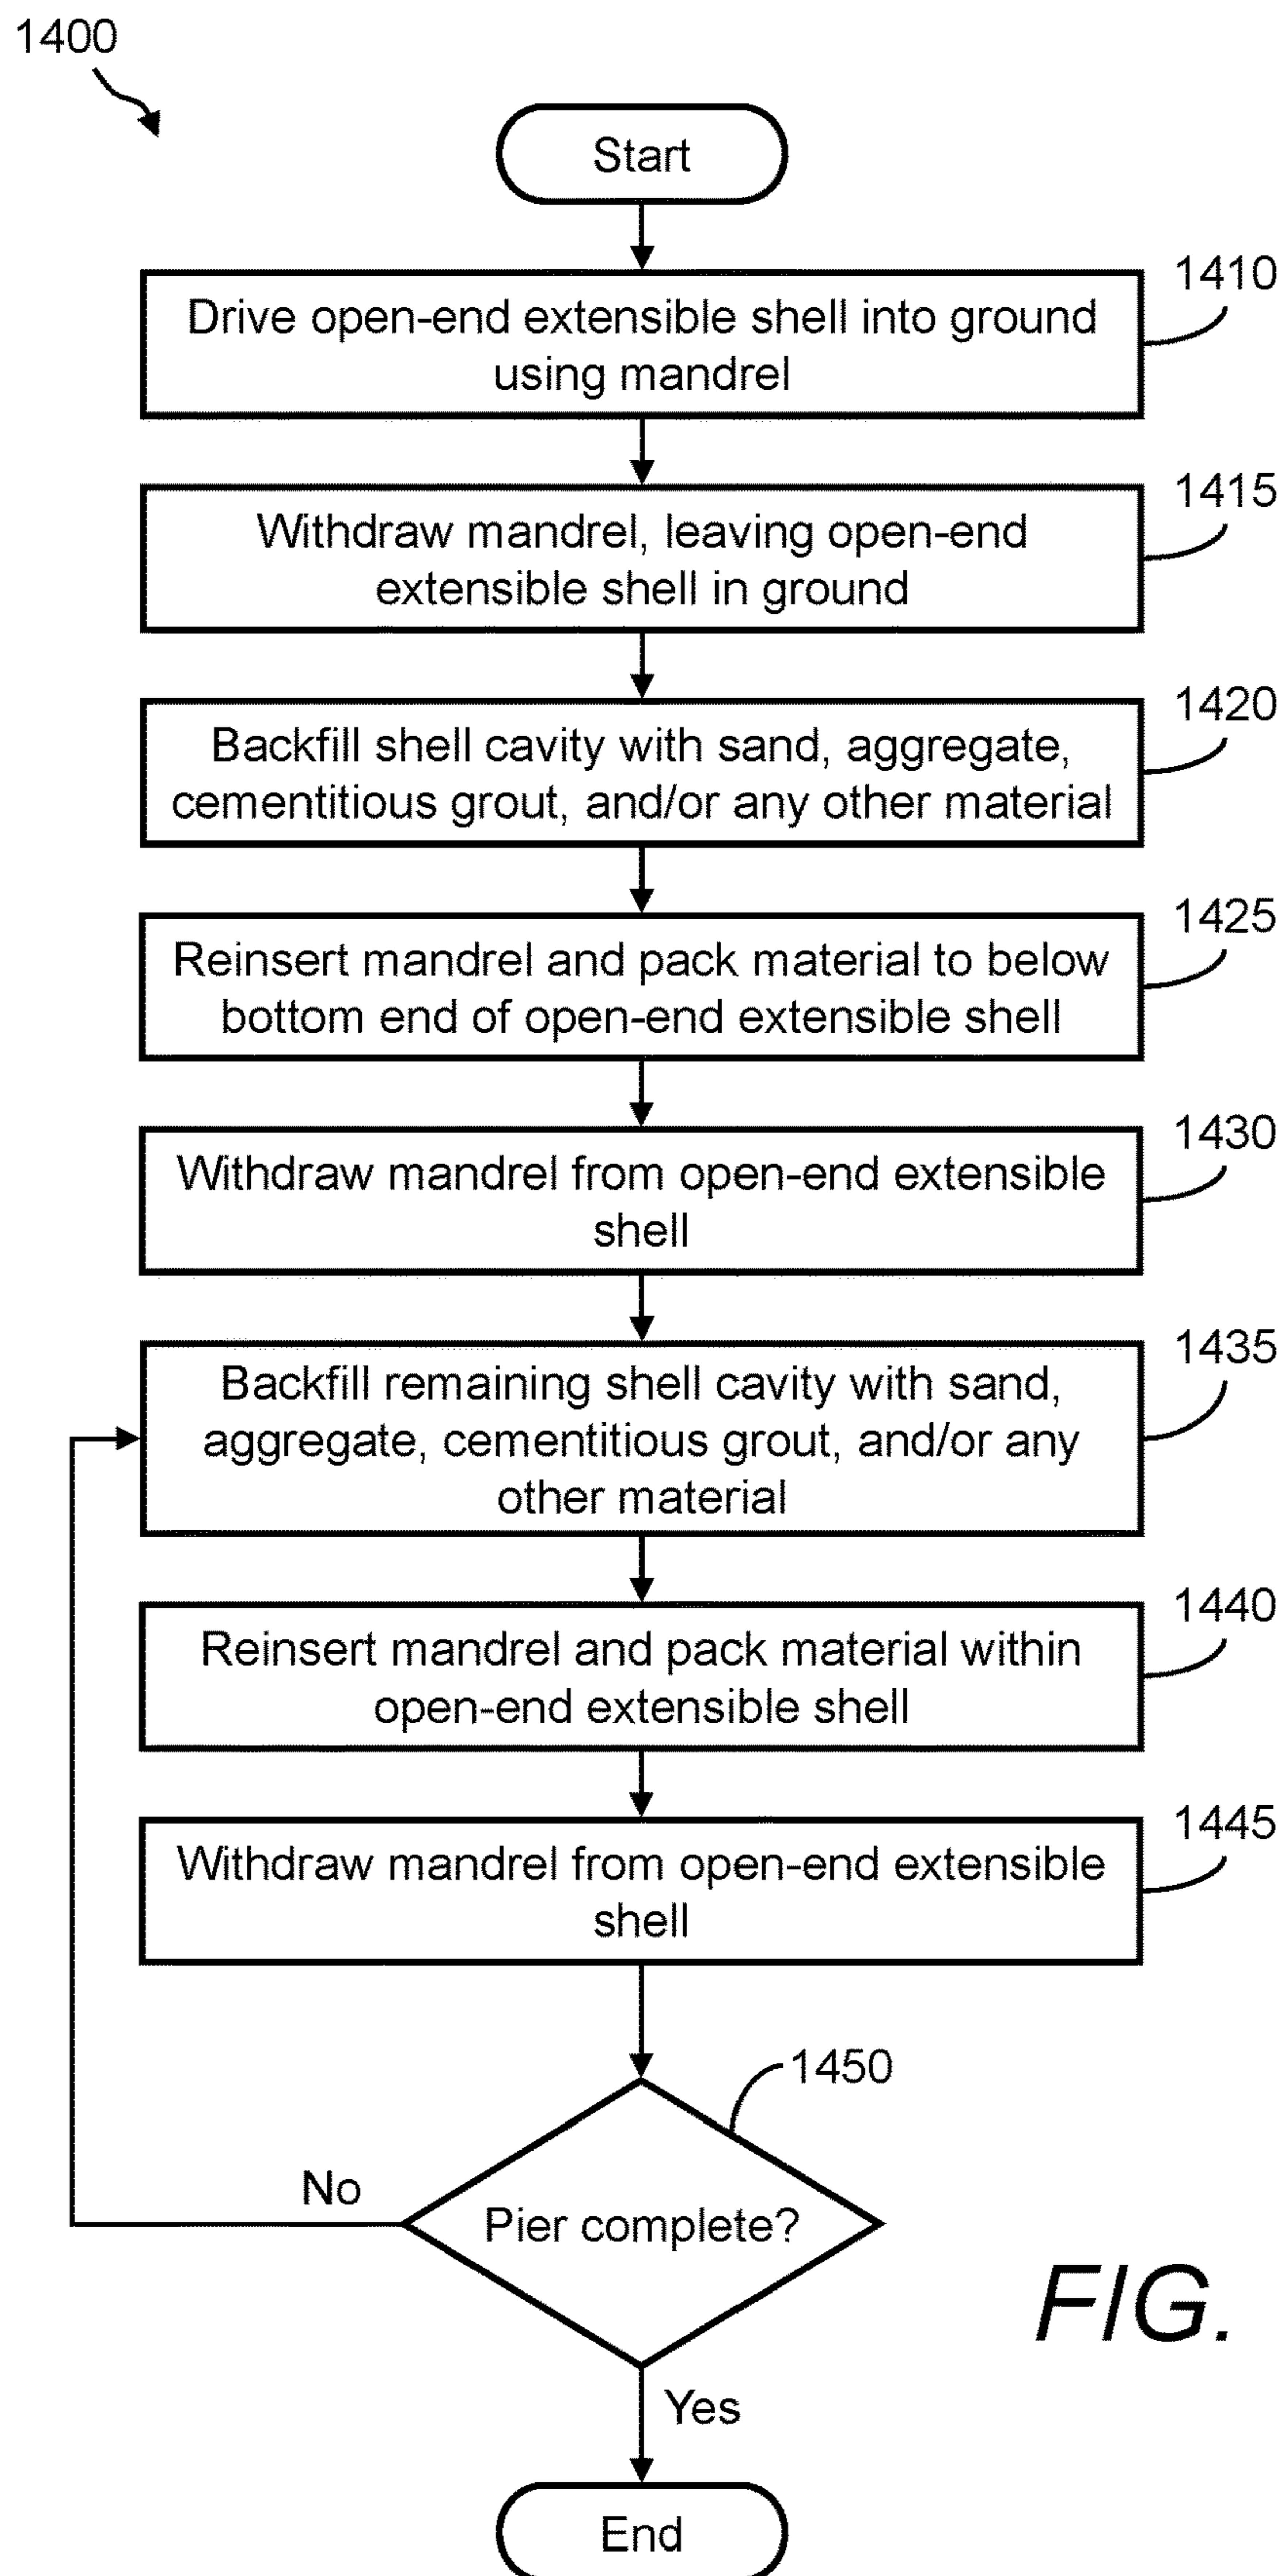 1400
Start
1410
Drive open-end extensible shell into ground
using mandrel
1415
Withdraw mandrel, leaving open-end
extensible shell in ground
1420
Backfill shell cavity with sand, aggregate,
cementitious grout, and/or any other material
1425
Reinsert mandrel and pack material to below
bottom end of open-end extensible shell
1430
Withdraw mandrel from open-end extensible
shell
1435
Backfill remaining shell cavity with sand,
aggregate, cementitious grout, and/or any
other material
1440
Reinsert mandrel and pack material within
open-end extensible shell
1445
Withdraw mandrel from open-end extensible
shell
1450
No
Pier complete?
FIG.
Yes
End